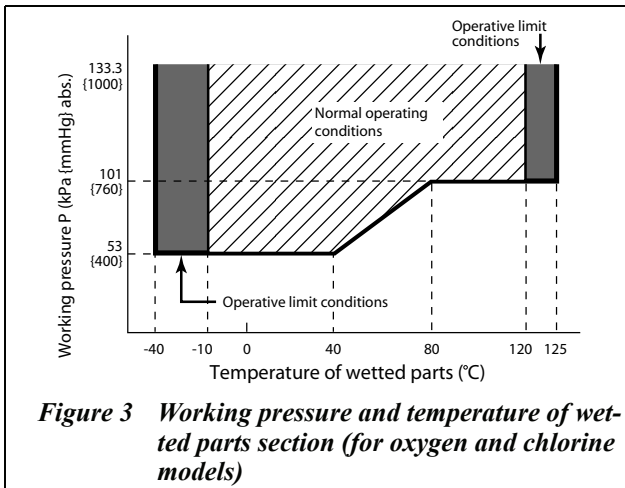 Operative limit
conditions
133.3
{1000}
Normal operating
conditions
101
{760}
53
{400}
Working pressure P (kPa {mmHg} abs.)
Operative limit conditions
-40 -10 0 40 80 120 125
Temperature of wetted parts (°C)
Figure 3 Working pressure and temperature of wet-
ted parts section (for oxygen and chlorine
models)